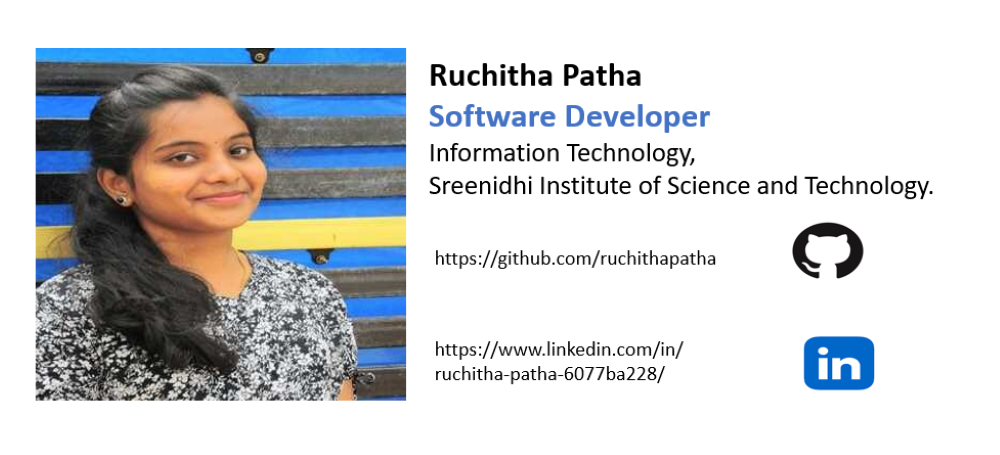 Ruchitha Patha
Software Developer
Information Technology,
Sreenidhi Institute of Science and Technology.
https://github.com/ruchithapatha
https://www.linkedin.com/in/
ruchitha-patha-6077ba228/
in